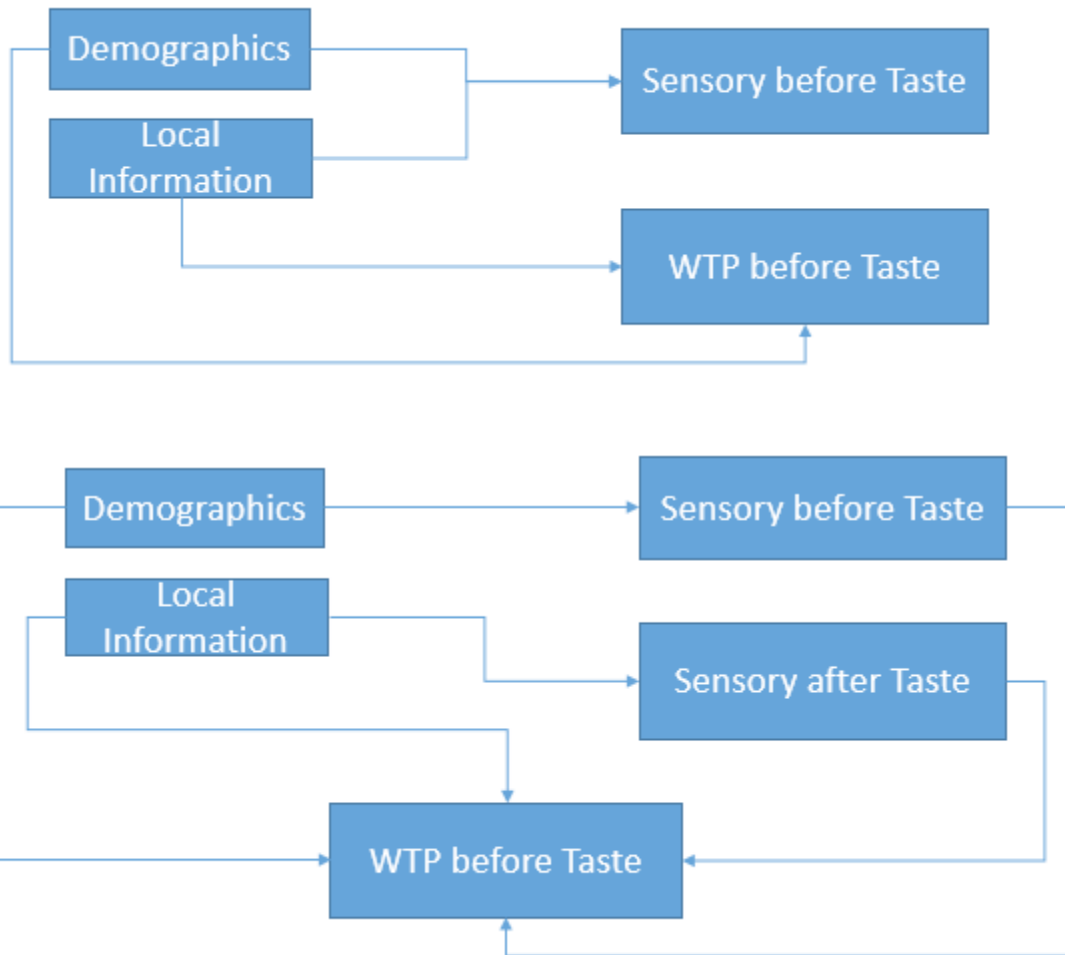 Demographics
Sensory before Taste
Local
Information
WTP before Taste
Demographics
Sensory before Taste
Local
Information
Sensory after Taste
WTP before Taste